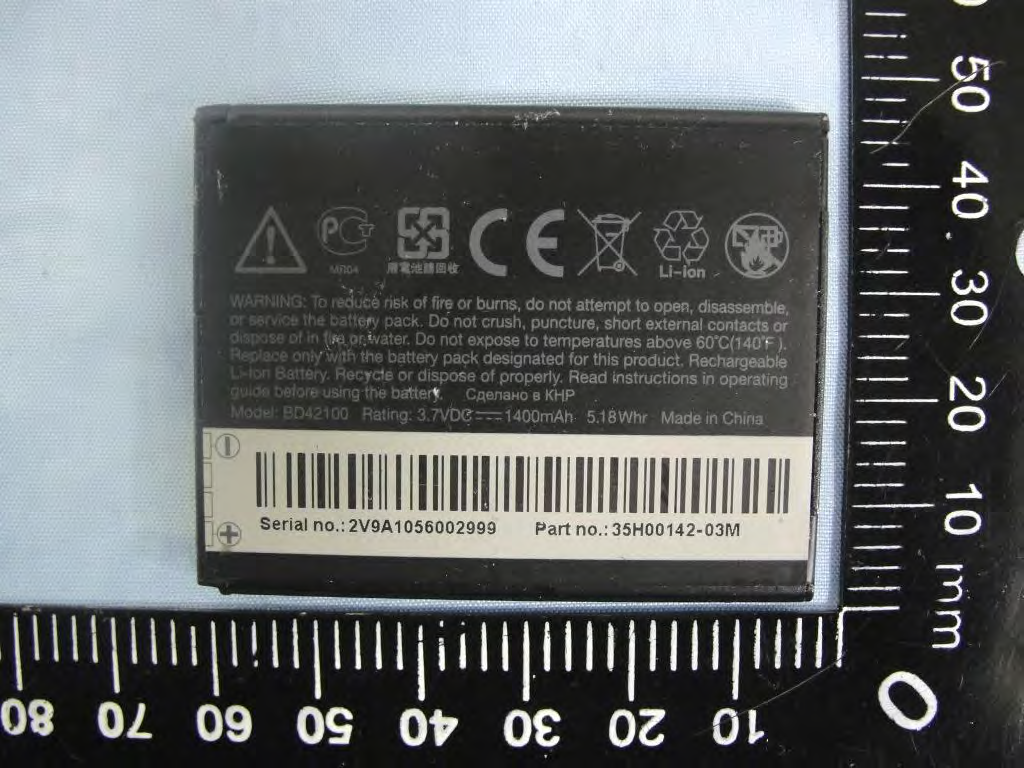 РСТ
МЛ04
廢電池請回收
CE
Li-ion
WARNING: To reduce risk of fire or burns, do not attempt to open, disassemble,
or service the battery pack. Do not crush, puncture, short external contacts or
dispose of in fire or water. Do not expose to temperatures above 60°C(140°F).
Replace only with the battery pack designated for this product. Rechargeable
Li-Ion Battery. Recycle or dispose of properly. Read instructions in operating
guide before using the battery. Сделано в КНР
Model: BD42100 Rating: 3.7VDC 1400mAh 5.18Whr Made in China
Serial no.: 2V9A1056002999 Part no.: 35H00142-03M
50
40
30
20
10 mm
0
80 70 60 50 40 30 20 10